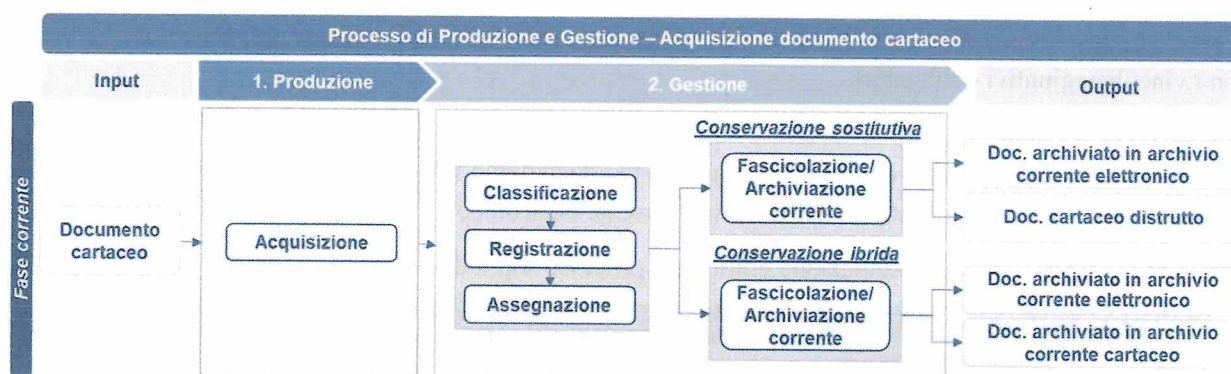 Processo di Produzione e Gestione – Acquisizione documento cartaceo
Input
1. Produzione
2. Gestione
Output
Fase corrente
Documento
cartaceo
Acquisizione
Classificazione
Registrazione
Assegnazione
Conservazione sostitutiva
Fascicolazione/
Archiviazione
corrente
Conservazione ibrida
Fascicolazione/
Archiviazione
corrente
Doc. archiviato in archivio
corrente elettronico
Doc. cartaceo distrutto
Doc. archiviato in archivio
corrente elettronico
Doc. archiviato in archivio
corrente cartaceo